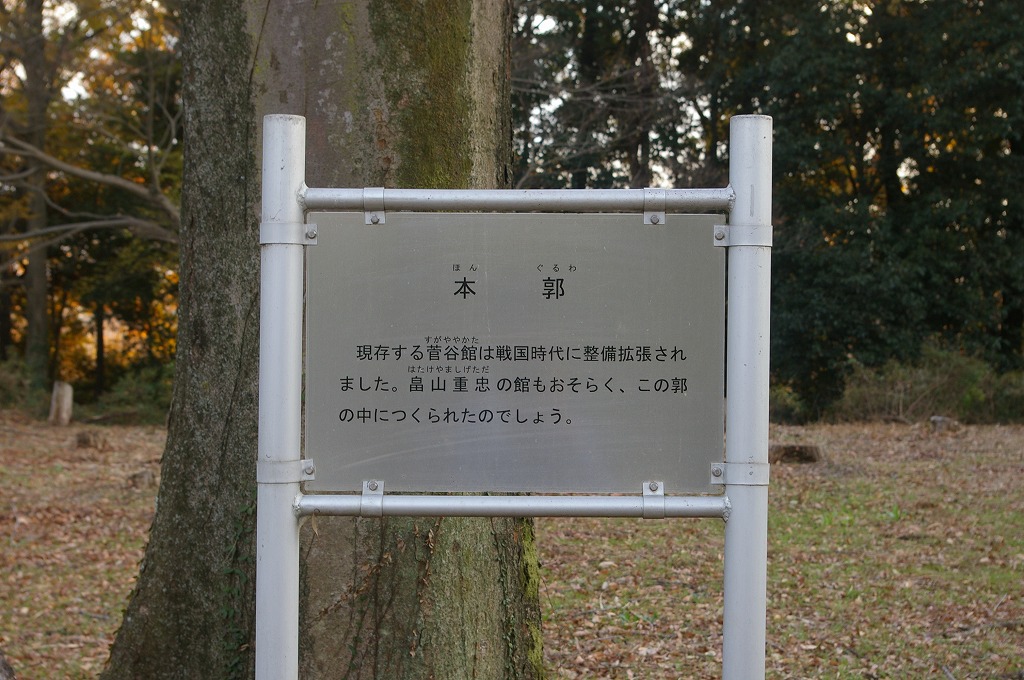 ほん ぐるわ
本 郭
すがややかた
現存する菅谷館は戦国時代に整備拡張され
はたけやましげただ
ました。畠山重忠の館もおそらく、この郭
の中につくられたのでしょう。